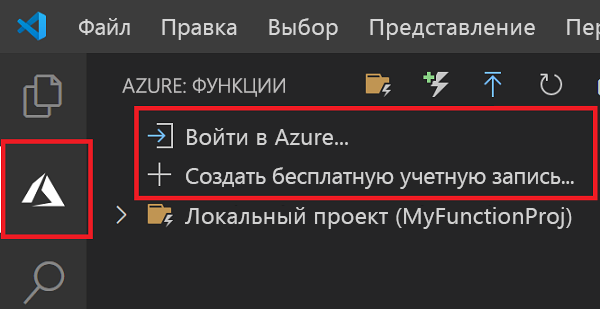 Файл Правка Выбор Представление Пер
AZURE: ФУНКЦИИ
Войти в Azure...
Создать бесплатную учетную запись...
Локальный проект (MyFunctionProj)